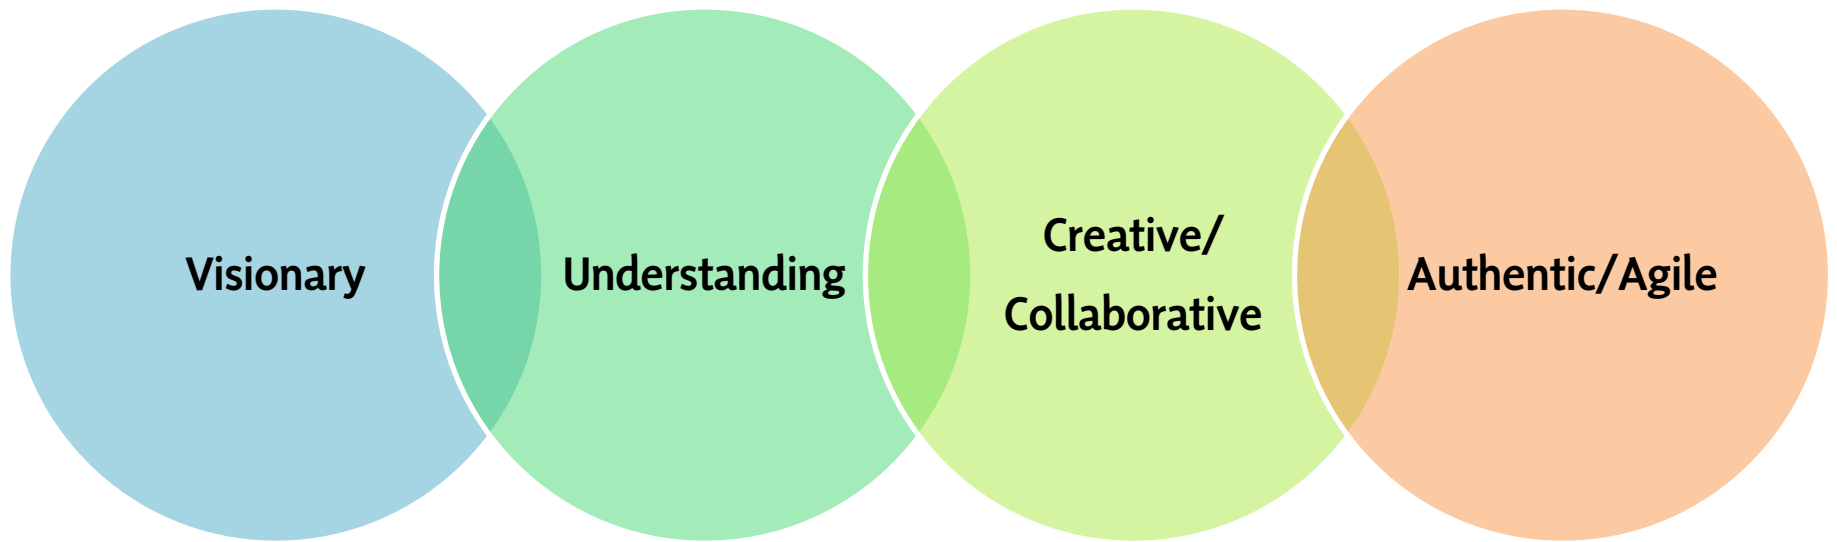 Visionary
Understanding
Creative/
Collaborative
Authentic/Agile